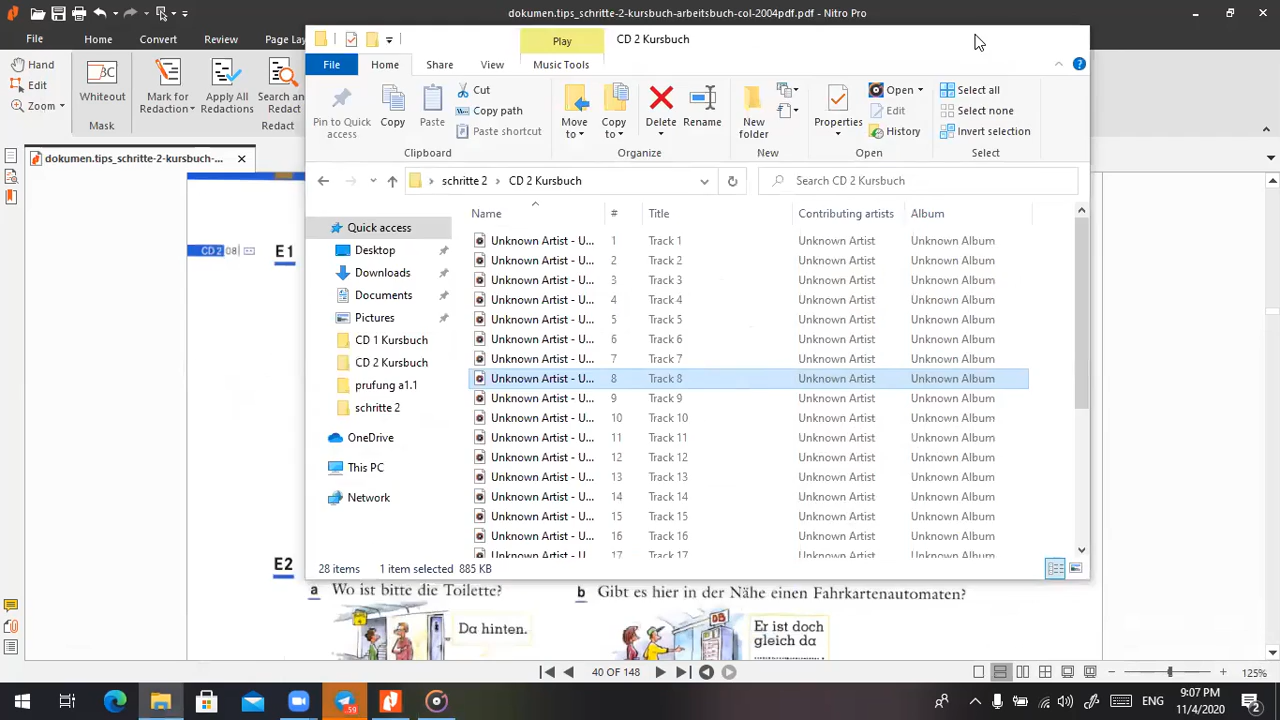 dokumen.tips_schritte-2-kursbuch-arbeitsbuch-col-2004pdf.pdf - Nitro Pro
File Home Convert Review Page Lay
Hand
Edit
Zoom
Whiteout
Mark for Redaction
Apply All Redactions
Search and Redact
Mask
Redact
dokumen.tips_schritte-2-kursbuch-...
Play
CD 2 Kursbuch
File Home Share View Music Tools
Pin to Quick access
Copy
Paste
Cut
Copy path
Paste shortcut
Move to
Copy to
Delete
Rename
New folder
Properties
Open
Edit
History
Select all
Select none
Invert selection
Clipboard Organize New Open Select
schritte 2 > CD 2 Kursbuch
Search CD 2 Kursbuch
Name # Title Contributing artists Album
Quick access
Desktop
Downloads
Documents
Pictures
CD 1 Kursbuch
CD 2 Kursbuch
prufung a1.1
schritte 2
OneDrive
This PC
Network
Unknown Artist - U... 1 Track 1 Unknown Artist Unknown Album
Unknown Artist - U... 2 Track 2 Unknown Artist Unknown Album
Unknown Artist - U... 3 Track 3 Unknown Artist Unknown Album
Unknown Artist - U... 4 Track 4 Unknown Artist Unknown Album
Unknown Artist - U... 5 Track 5 Unknown Artist Unknown Album
Unknown Artist - U... 6 Track 6 Unknown Artist Unknown Album
Unknown Artist - U... 7 Track 7 Unknown Artist Unknown Album
Unknown Artist - U... 8 Track 8 Unknown Artist Unknown Album
Unknown Artist - U... 9 Track 9 Unknown Artist Unknown Album
Unknown Artist - U... 10 Track 10 Unknown Artist Unknown Album
Unknown Artist - U... 11 Track 11 Unknown Artist Unknown Album
Unknown Artist - U... 12 Track 12 Unknown Artist Unknown Album
Unknown Artist - U... 13 Track 13 Unknown Artist Unknown Album
Unknown Artist - U... 14 Track 14 Unknown Artist Unknown Album
Unknown Artist - U... 15 Track 15 Unknown Artist Unknown Album
Unknown Artist - U... 16 Track 16 Unknown Artist Unknown Album
Unknown Artist - U... 17 Track 17 Unknown Artist Unknown Album
28 items 1 item selected 885 KB
CD 2 08 E1
E2
a Wo ist bitte die Toilette?
b Gibt es hier in der Nähe einen Fahrkartenautomaten?
Da hinten.
Er ist doch
gleich da
40 OF 148
125%
59
ENG
9:07 PM
11/4/2020
2